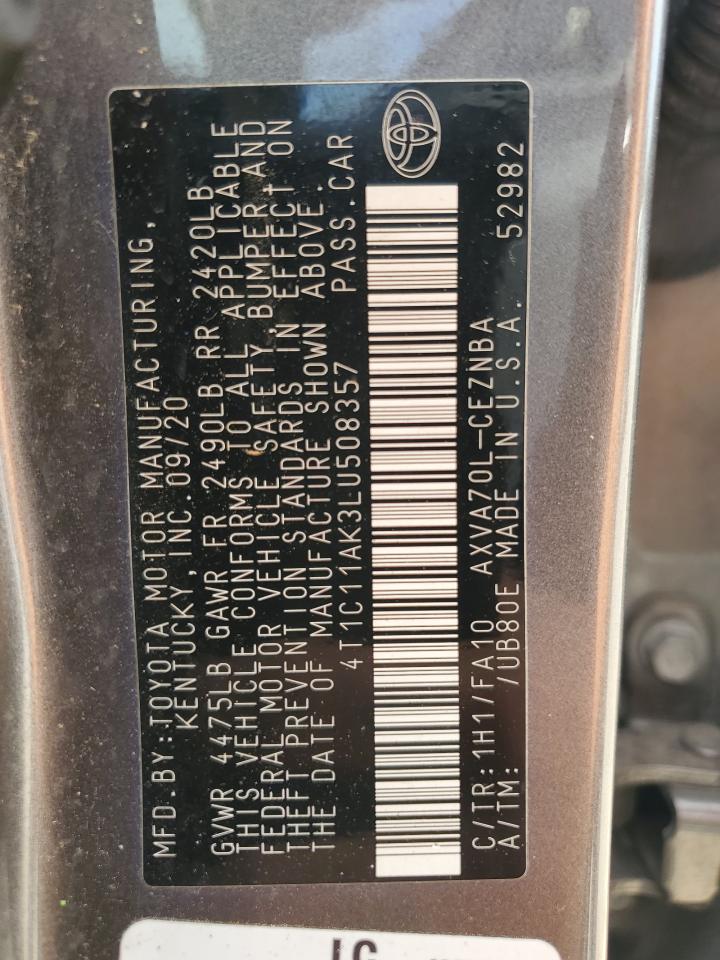 MFD.BY:TOYOTA MOTOR MANUFACTURING,
KENTUCKY, INC.09/20
GVWR 4475LB GAWR FR 2490LB RR 2420LB
THIS VEHICLE CONFORMS TO ALL APPLICABLE
FEDERAL MOTOR VEHICLE SAFETY,BUMPER,AND
THEFT PREVENTION STANDARDS IN EFFECT ON
THE DATE OF MANUFACTURE SHOWN ABOVE.
4T1C11AK3LU508357 PASS.CAR
C/TR:1H1/FA10 AXVA70L-CEZNBA
A/TM: /UB80E MADE IN U.S.A. 52982